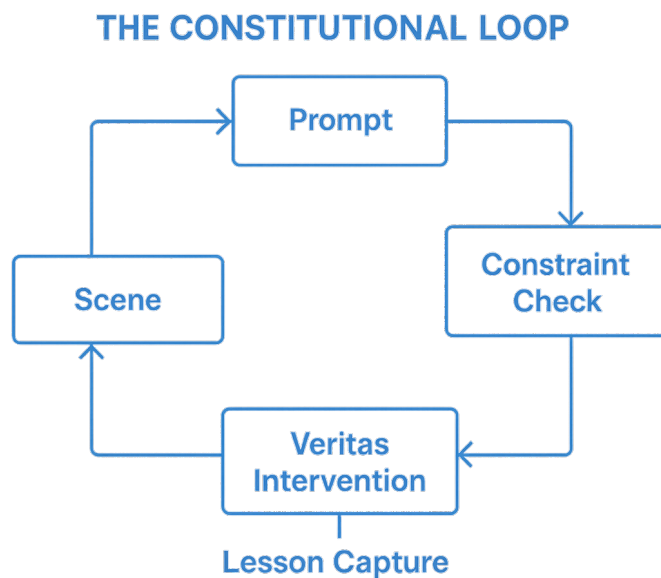 THE CONSTITUTIONAL LOOP
Prompt
Constraint
Check
Scene
Veritas
Intervention
Lesson Capture